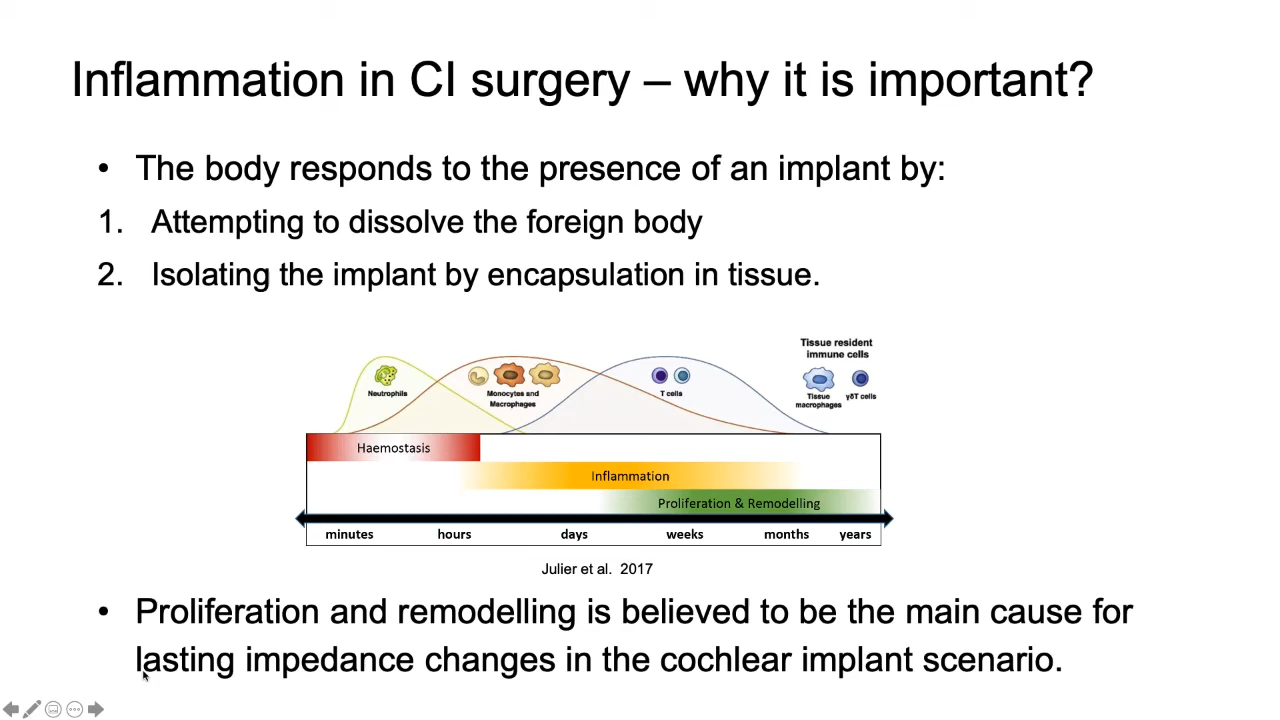 Inflammation in CI surgery – why it is important?
• The body responds to the presence of an implant by:
1. Attempting to dissolve the foreign body
2. Isolating the implant by encapsulation in tissue.
Tissue resident
immune cells
Neutrophils
Monocytes and
Macrophages
T cells
Tissue
macrophages
γδT cells
Haemostasis
Inflammation
Proliferation & Remodelling
minutes hours days weeks months years
Julier et al. 2017
• Proliferation and remodelling is believed to be the main cause for
lasting impedance changes in the cochlear implant scenario.